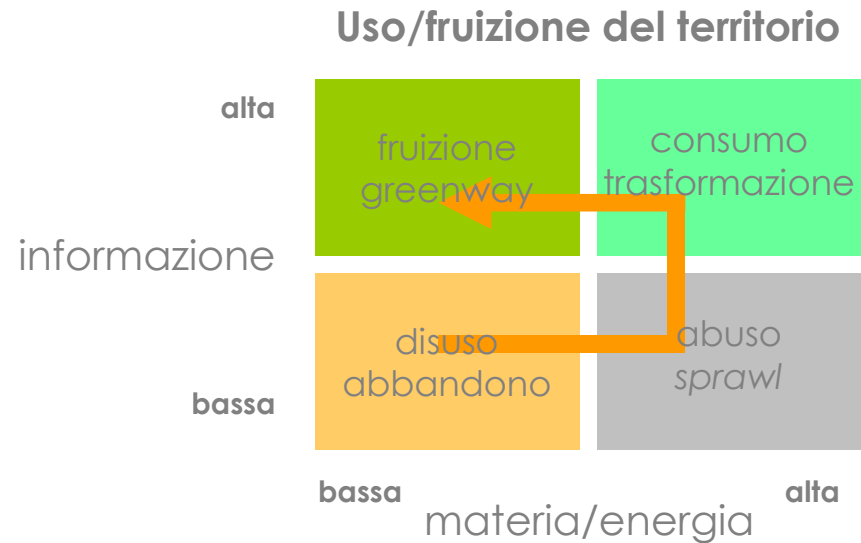 Uso/fruizione del territorio
alta
fruizione
greenway
consumo
trasformazione
informazione
disuso
abbandono
abuso
sprawl
bassa
bassa
alta
materia/energia